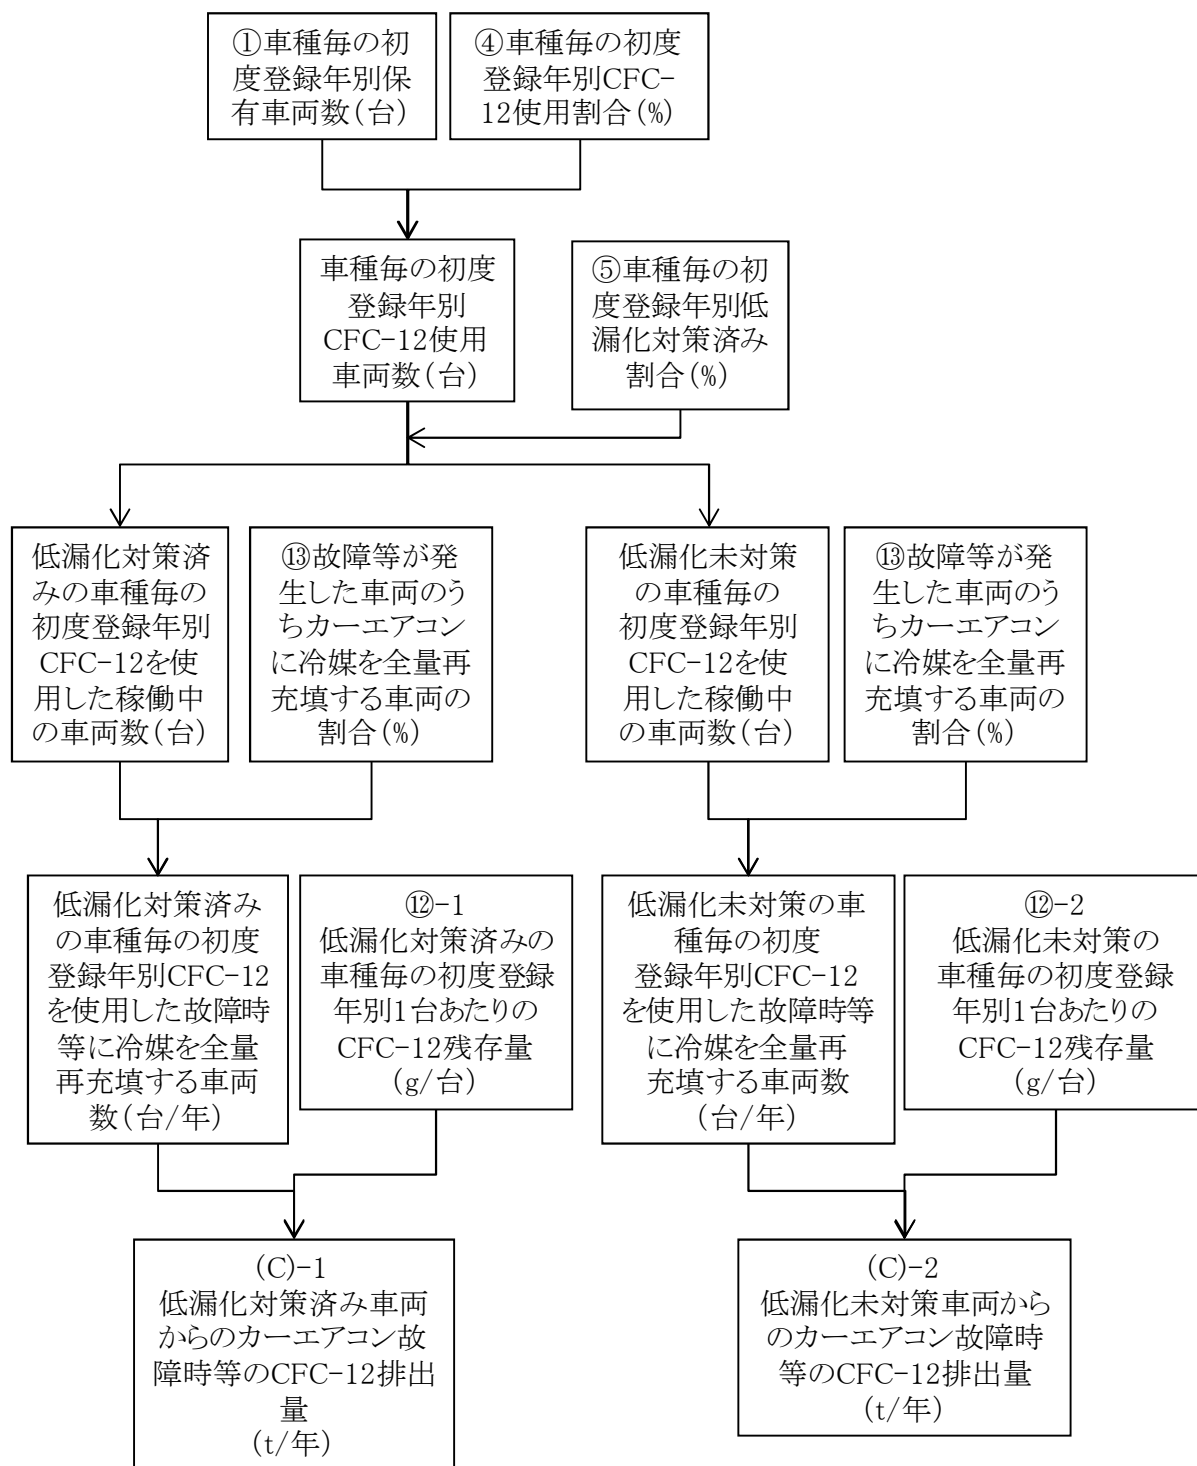 ①車種毎の初
度登録年別保
有車両数(台)
④車種毎の初度
登録年別CFC-
12使用割合(%)
車種毎の初度
登録年別
CFC-12使用
車両数(台)
⑤車種毎の初
度登録年別低
漏化対策済み
割合(%)
低漏化対策済
みの車種毎の
初度登録年別
CFC-12を使
用した稼働中
の車両数(台)
⑬故障等が発
生した車両のう
ちカーエアコン
に冷媒を全量再
充填する車両の
割合(%)
低漏化未対策
の車種毎の
初度登録年別
CFC-12を使
用した稼働中
の車両数(台)
⑬故障等が発
生した車両のう
ちカーエアコン
に冷媒を全量再
充填する車両の
割合(%)
低漏化対策済み
の車種毎の初度
登録年別CFC-12
を使用した故障時
等に冷媒を全量
再充填する車両
数(台/年)
⑫-1
低漏化対策済みの
車種毎の初度登録
年別1台あたりの
CFC-12残存量
(g/台)
低漏化未対策の車
種毎の初度
登録年別CFC-12
を使用した故障時等
に冷媒を全量再
充填する車両数
(台/年)
⑫-2
低漏化未対策の
車種毎の初度登録
年別1台あたりの
CFC-12残存量
(g/台)
(C)-1
低漏化対策済み車両
からのカーエアコン故
障時等のCFC-12排出
量
(t/年)
(C)-2
低漏化未対策車両から
のカーエアコン故障時
等のCFC-12排出量
(t/年)